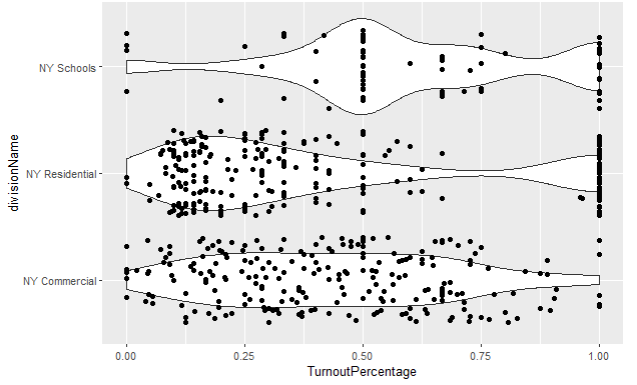 divisionName
NY Schools
NY Residential
NY Commercial
0.00 0.25 0.50 0.75 1.00
TurnoutPercentage